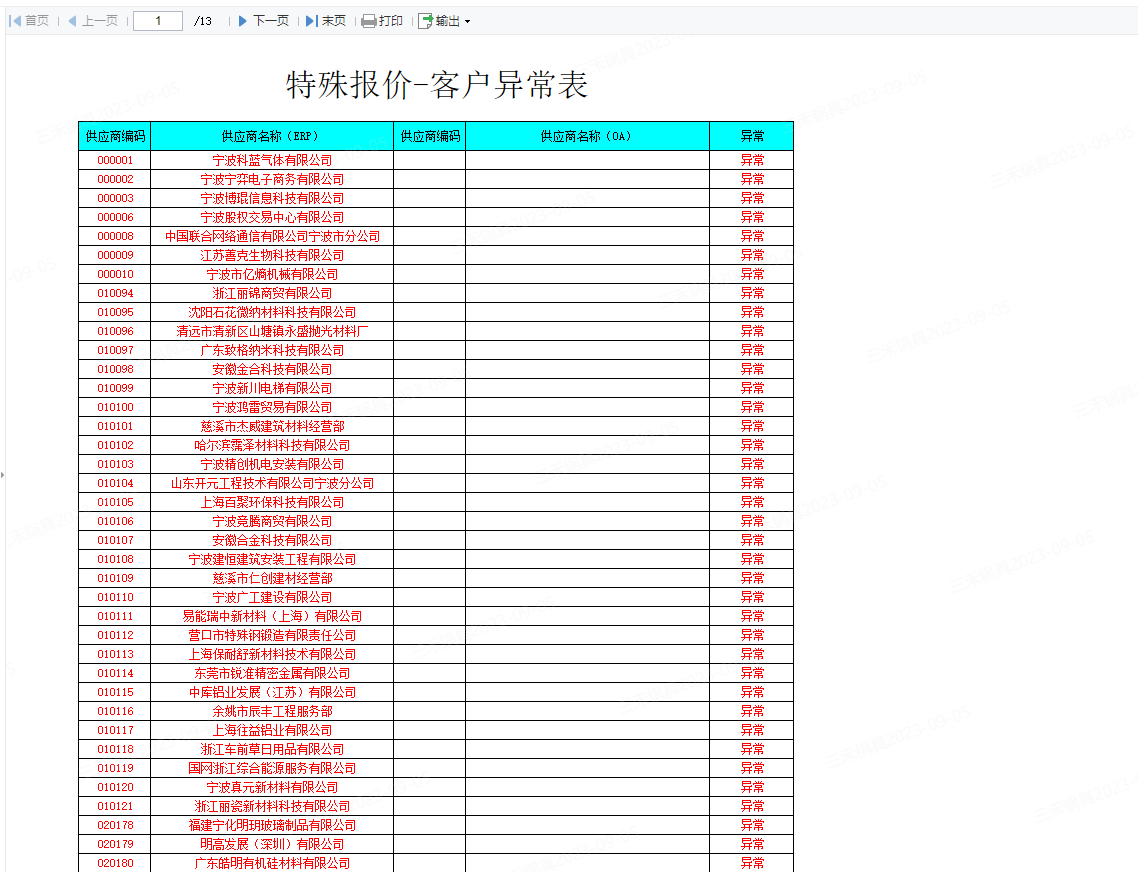 首页 上一页 1 /13 下一页 末页 打印 输出
特殊报价-客户异常表
供应商编码 供应商名称（ERP） 供应商编码 供应商名称（OA） 异常
000001 宁波科蓝气体有限公司 异常
000002 宁波宁弈电子商务有限公司 异常
000003 宁波博琨信息科技有限公司 异常
000006 宁波股权交易中心有限公司 异常
000008 中国联合网络通信有限公司宁波市分公司 异常
000009 江苏善克生物科技有限公司 异常
000010 宁波市亿熵机械有限公司 异常
010094 浙江丽锦商贸有限公司 异常
010095 沈阳石花微纳材料科技有限公司 异常
010096 清远市清新区山塘镇永盛抛光材料厂 异常
010097 广东致格纳米科技有限公司 异常
010098 安徽金合科技有限公司 异常
010099 宁波新川电梯有限公司 异常
010100 宁波鸿雷贸易有限公司 异常
010101 慈溪市杰威建筑材料经营部 异常
010102 哈尔滨霈泽材料科技有限公司 异常
010103 宁波精创机电安装有限公司 异常
010104 山东开元工程技术有限公司宁波分公司 异常
010105 上海百聚环保科技有限公司 异常
010106 宁波竞腾商贸有限公司 异常
010107 安徽合金科技有限公司 异常
010108 宁波建恒建筑安装工程有限公司 异常
010109 慈溪市仁创建材经营部 异常
010110 宁波广工建设有限公司 异常
010111 易能瑞中新材料（上海）有限公司 异常
010112 营口市特殊钢锻造有限责任公司 异常
010113 上海保耐舒新材料技术有限公司 异常
010114 东莞市锐准精密金属有限公司 异常
010115 中库铝业发展（江苏）有限公司 异常
010116 余姚市辰丰工程服务部 异常
010117 上海往益铝业有限公司 异常
010118 浙江车前草日用品有限公司 异常
010119 国网浙江综合能源服务有限公司 异常
010120 宁波真元新材料有限公司 异常
010121 浙江丽瓷新材料科技有限公司 异常
020178 福建宁化明玥玻璃制品有限公司 异常
020179 明高发展（深圳）有限公司 异常
020180 广东皓明有机硅材料有限公司 异常